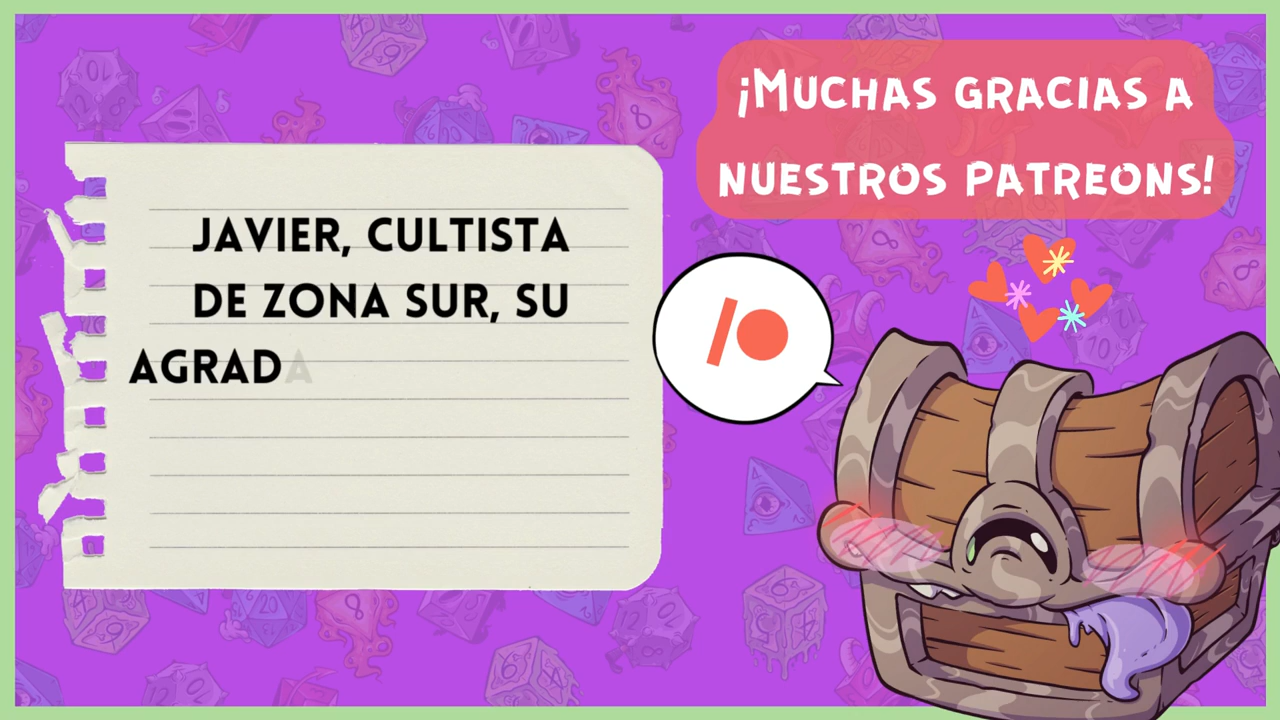 ¡MUCHAS GRACIAS A
NUESTROS PATREONS!
JAVIER, CULTISTA
DE ZONA SUR, SU
AGRADA